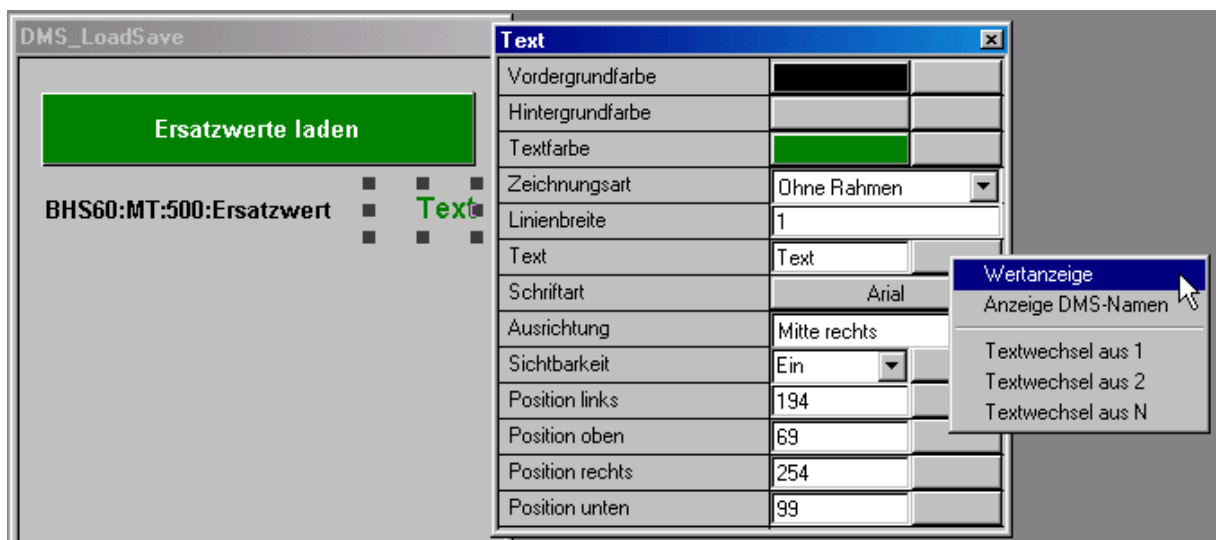 DMS_LoadSave
Ersatzwerte laden
BHS60:MT:500:Ersatzwert
Text
Text
Vordergrundfarbe
Hintergrundfarbe
Textfarbe
Zeichnungsart Ohne Rahmen
Linienbreite 1
Text Text
Schriftart Arial
Ausrichtung Mitte rechts
Sichtbarkeit Ein
Position links 194
Position oben 69
Position rechts 254
Position unten 99
Wertanzeige
Anzeige DMS-Namen
Textwechsel aus 1
Textwechsel aus 2
Textwechsel aus N